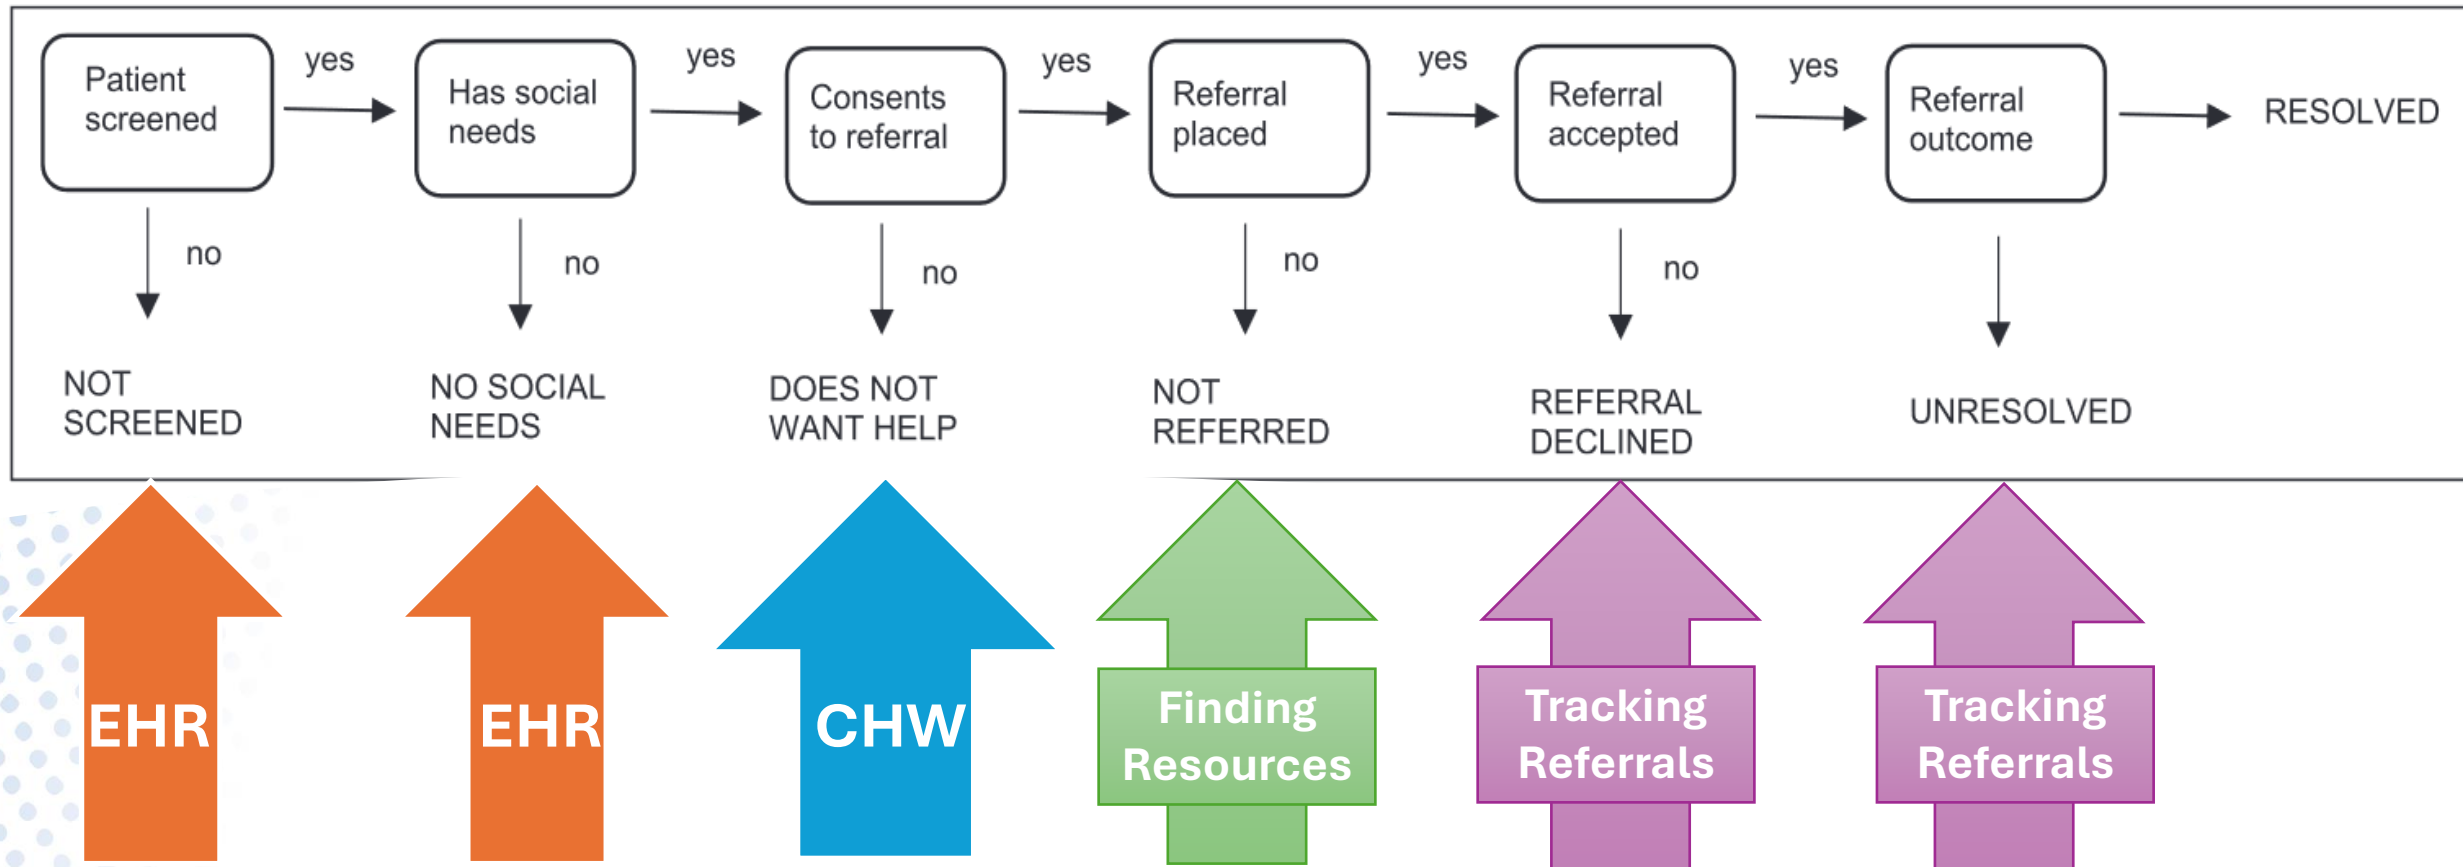 Patient
screened
yes
Has social
needs
yes
Consents
to referral
yes
Referral
placed
yes
Referral
accepted
yes
Referral
outcome
RESOLVED
no
no
no
no
no
NOT
SCREENED
NO SOCIAL
NEEDS
DOES NOT
WANT HELP
NOT
REFERRED
REFERRAL
DECLINED
UNRESOLVED
EHR
EHR
CHW
Finding
Resources
Tracking
Referrals
Tracking
Referrals